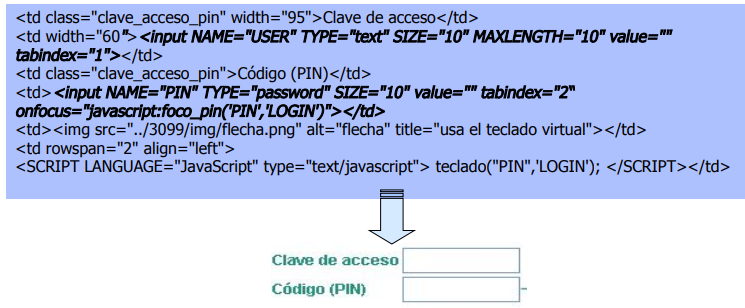 <td class="clave_acceso_pin" width="95">Clave de acceso</td>
<td width="60"><input NAME="USER" TYPE="text" SIZE="10" MAXLENGTH="10" value=""
tabindex="1"></td>
<td class="clave_acceso_pin">Código (PIN)</td>
<td><input NAME="PIN" TYPE="password" SIZE="10" value="" tabindex="2“
onfocus="javascript:foco_pin('PIN','LOGIN')"></td>
<td><img src="../3099/img/flecha.png" alt="flecha" title="usa el teclado virtual"></td>
<td rowspan="2" align="left">
<SCRIPT LANGUAGE="JavaScript" type="text/javascript"> teclado("PIN",'LOGIN'); </SCRIPT></td>
Clave de acceso
Código (PIN)